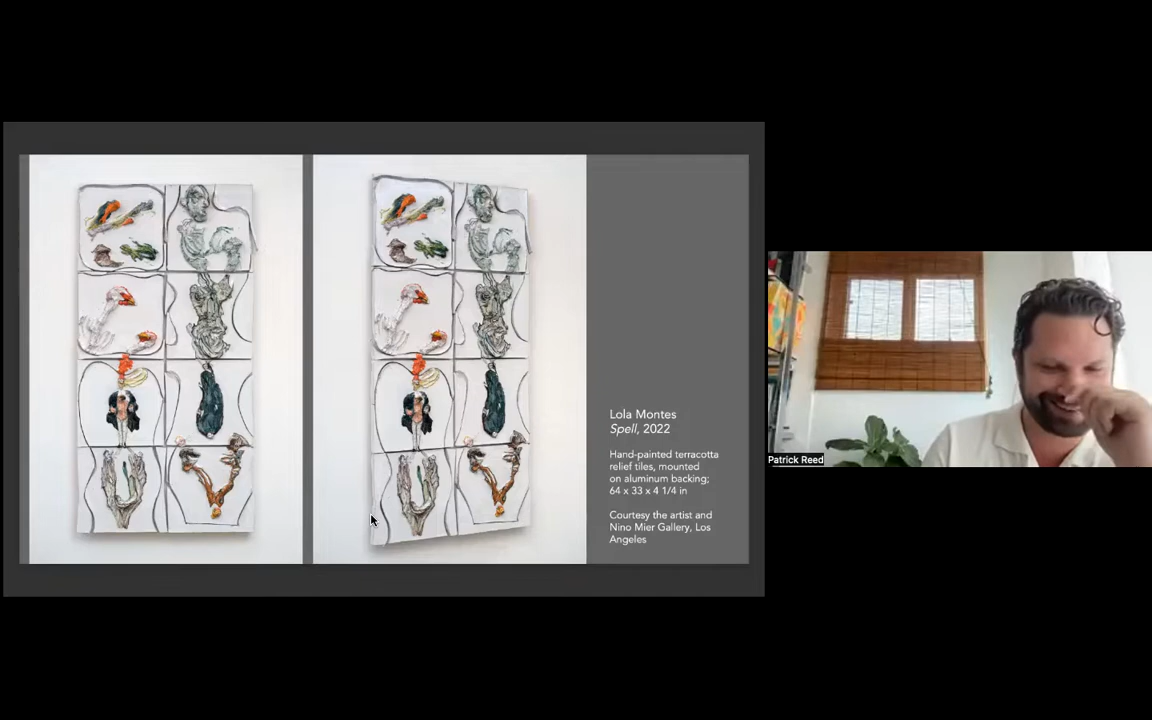 Lola Montes
Spell, 2022
Hand-painted terracotta
relief tiles, mounted
on aluminum backing;
64 x 33 x 4 1/4 in
Courtesy the artist and
Nino Mier Gallery, Los
Angeles
Patrick Reed